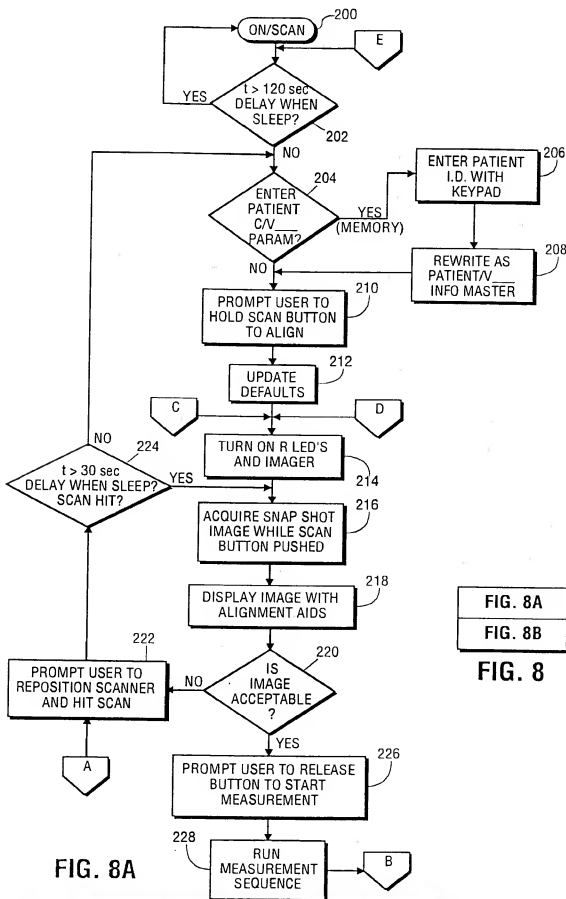 200
ON/SCAN
E
t > 120 sec
DELAY WHEN
SLEEP?
YES
202
NO
204
ENTER
PATIENT
C/V___
PARAM?
YES
(MEMORY)
ENTER PATIENT
I.D. WITH
KEYPAD
206
REWRITE AS
PATIENT/V___
INFO MASTER
208
NO
210
PROMPT USER TO
HOLD SCAN BUTTON
TO ALIGN
212
UPDATE
DEFAULTS
C
D
TURN ON R LED'S
AND IMAGER
214
NO
224
t > 30 sec
DELAY WHEN SLEEP?
SCAN HIT?
YES
216
ACQUIRE SNAP SHOT
IMAGE WHILE SCAN
BUTTON PUSHED
218
DISPLAY IMAGE WITH
ALIGNMENT AIDS
220
IS
IMAGE
ACCEPTABLE
?
NO
222
PROMPT USER TO
REPOSITION SCANNER
AND HIT SCAN
A
YES
226
PROMPT USER TO RELEASE
BUTTON TO START
MEASUREMENT
228
RUN
MEASUREMENT
SEQUENCE
B
FIG. 8A
FIG. 8A
FIG. 8B
FIG. 8